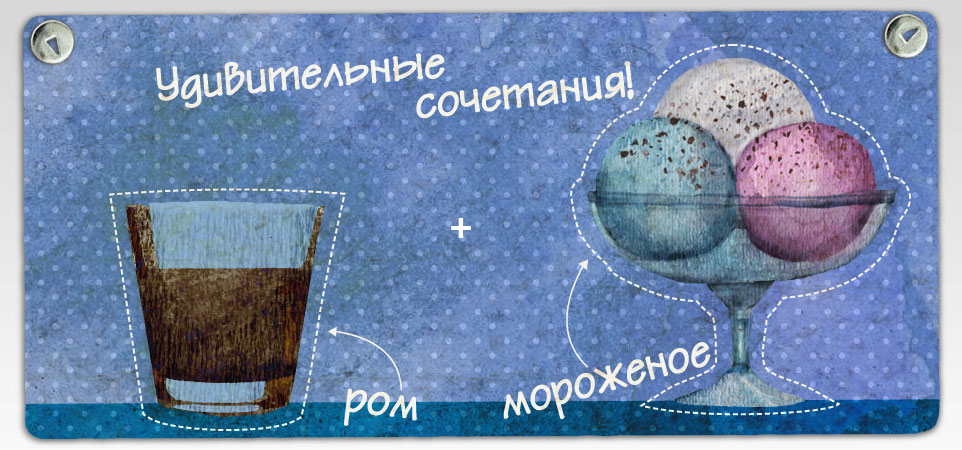 Удивительные
сочетания!
+
ром
мороженое